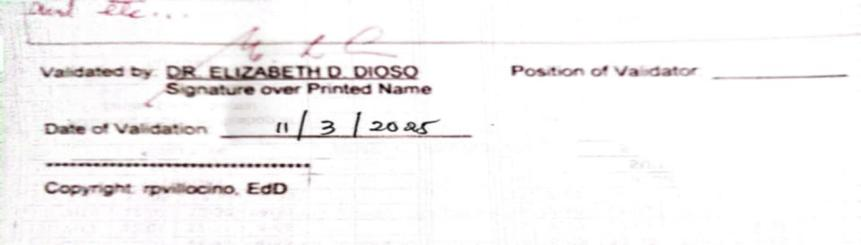 and etc...
Validated by: DR. ELIZABETH D. DIOSO Position of Validator
Signature over Printed Name
Date of Validation 11/3/2025
Copyright: rpvillocino, EdD